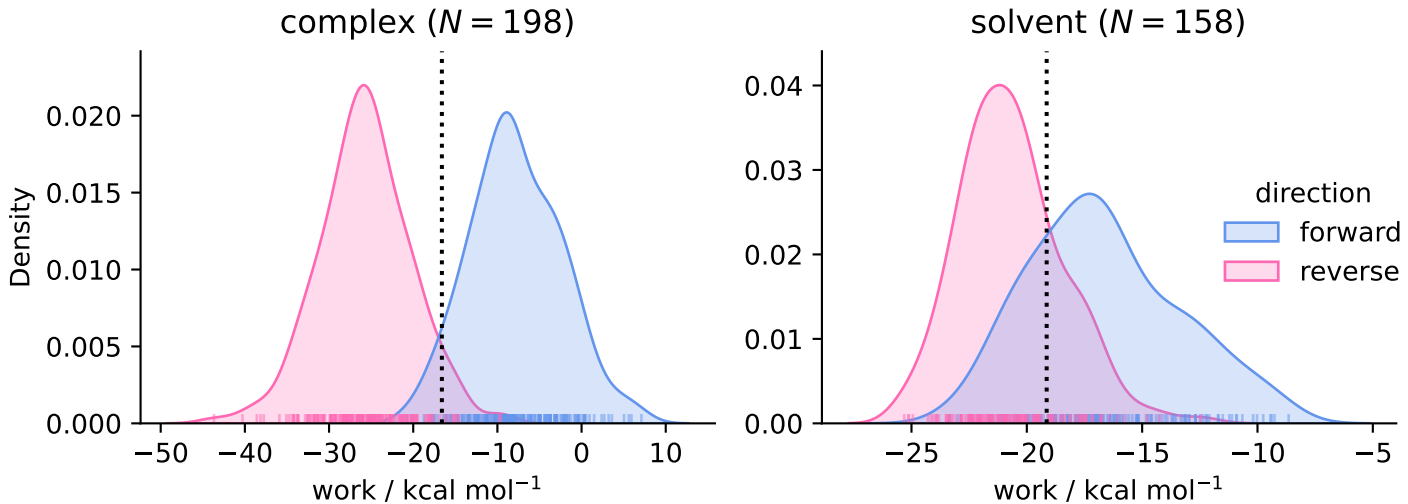 complex (N = 198)
Density
0.020
0.015
0.010
0.005
0.000
−50 −40 −30 −20 −10 0 10
work / kcal mol⁻¹
solvent (N = 158)
0.04
0.03
0.02
0.01
0.00
−25 −20 −15 −10 −5
work / kcal mol⁻¹
direction
forward
reverse